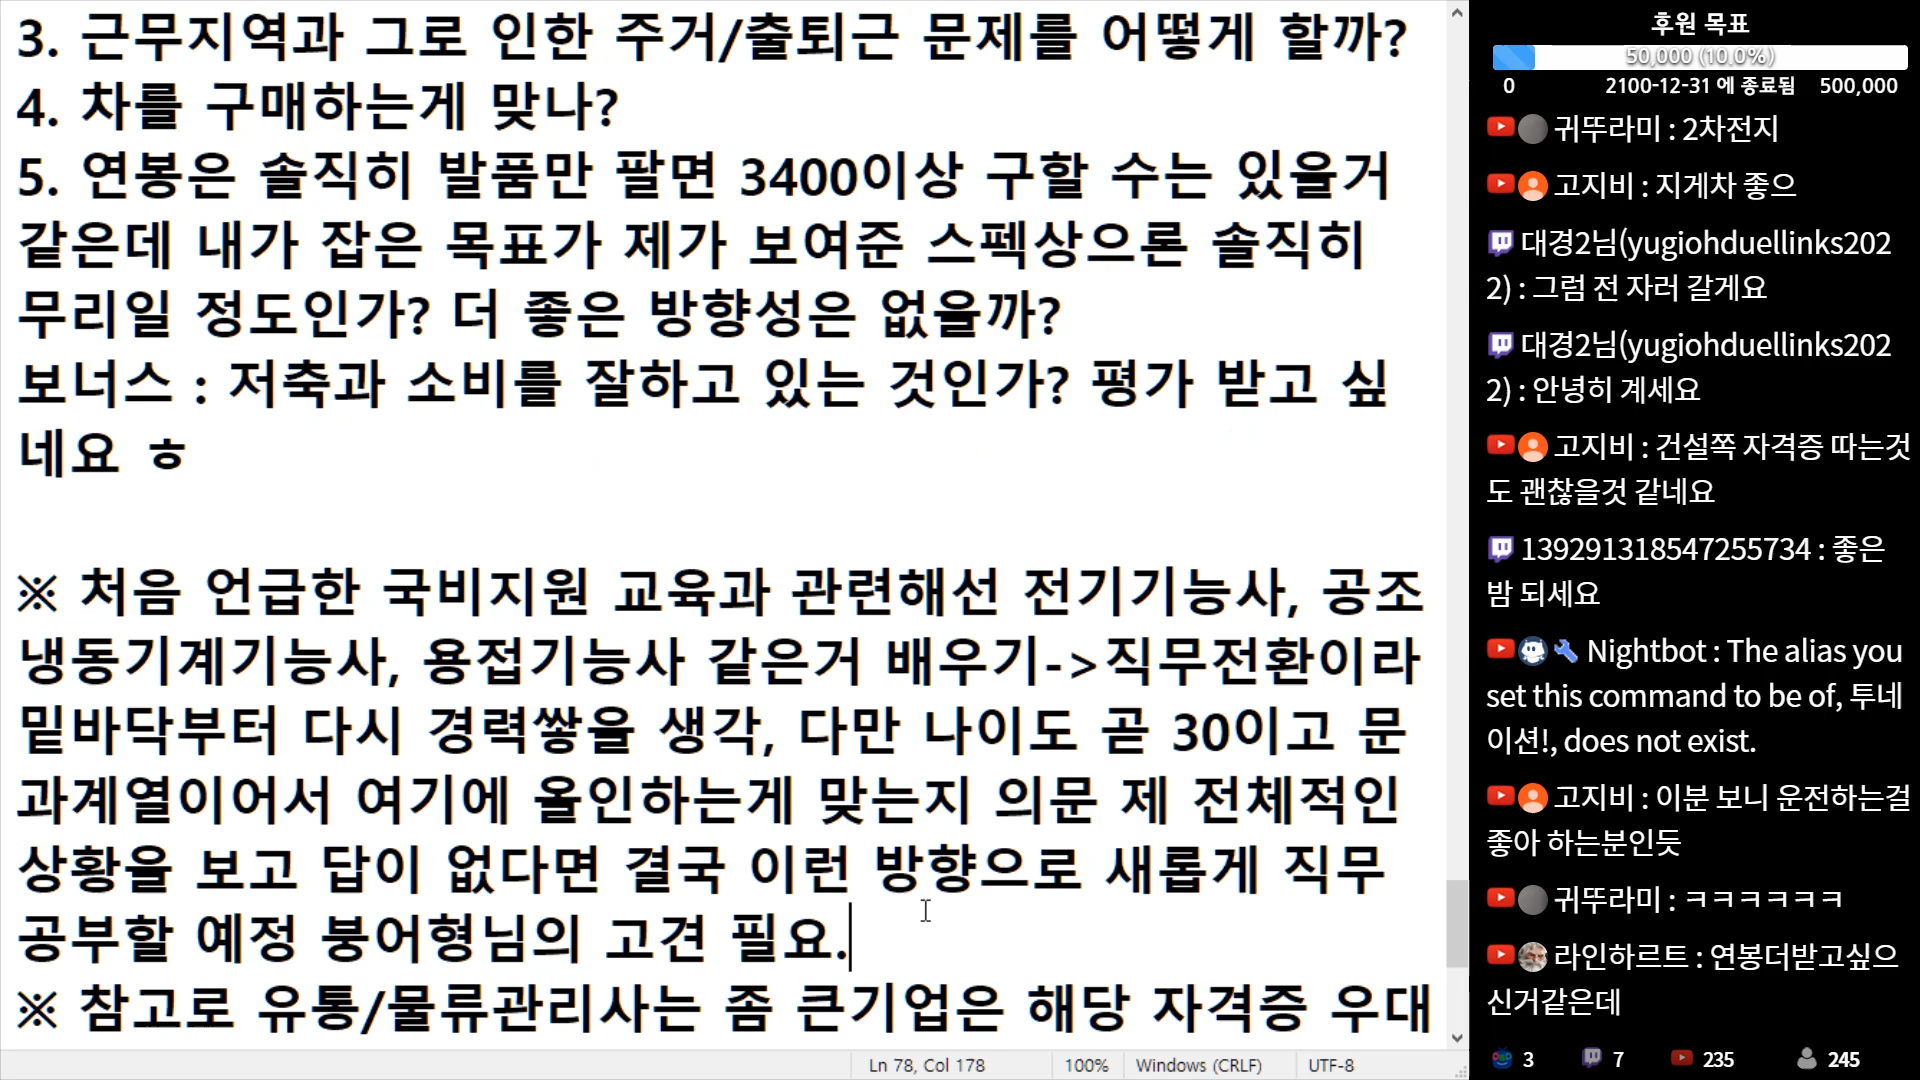 3. 근무지역과 그로 인한 주거/출퇴근 문제를 어떻게 할까?
4. 차를 구매하는게 맞나?
5. 연봉은 솔직히 발품만 팔면 3400이상 구할 수는 있을거
같은데 내가 잡은 목표가 제가 보여준 스펙상으론 솔직히
무리일 정도인가? 더 좋은 방향성은 없을까?
보너스 : 저축과 소비를 잘하고 있는 것인가? 평가 받고 싶
네요 ㅎ
※ 처음 언급한 국비지원 교육과 관련해선 전기기능사, 공조
냉동기계기능사, 용접기능사 같은거 배우기->직무전환이라
밑바닥부터 다시 경력쌓을 생각, 다만 나이도 곧 30이고 문
과계열이어서 여기에 올인하는게 맞는지 의문 제 전체적인
상황을 보고 답이 없다면 결국 이런 방향으로 새롭게 직무
공부할 예정 붕어형님의 고견 필요.
※ 참고로 유통/물류관리사는 좀 큰기업은 해당 자격증 우대
Ln 78, Col 178
100%
Windows (CRLF)
UTF-8
후원 목표
50,000 (10.0%)
0 2100-12-31 에 종료됨 500,000
귀뚜라미 : 2차전지
고지비 : 지게차 좋으
대경2님(yugiohduellinks202
2) : 그럼 전 자러 갈게요
대경2님(yugiohduellinks202
2) : 안녕히 계세요
고지비 : 건설쪽 자격증 따는것
도 괜찮을것 같네요
139291318547255734 : 좋은
밤 되세요
Nightbot : The alias you
set this command to be of, 투네
이션!, does not exist.
고지비 : 이분 보니 운전하는걸
좋아 하는분인듯
귀뚜라미 : ㅋㅋㅋㅋㅋㅋ
라인하르트 : 연봉더받고싶으
신거같은데
3 7 235 245